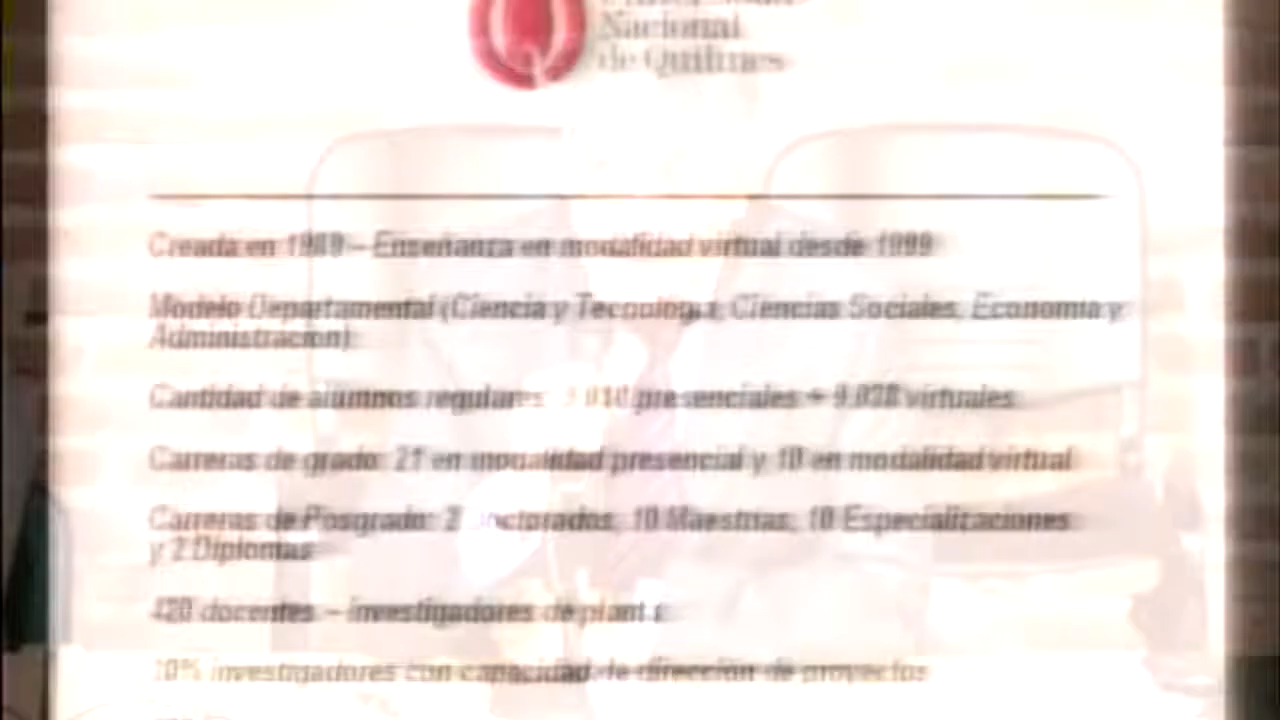 Nacional
de Quilmes
Creada en 1989 – Enseñanza en modalidad virtual desde 1999
Modelo Departamental (Ciencia y Tecnología, Ciencias Sociales, Economía y
Administración)
Cantidad de alumnos regulares: presenciales + virtuales
Carreras de grado: 21 en modalidad presencial y 10 en modalidad virtual
Carreras de Posgrado: 2 Doctorados, 10 Maestrías, 10 Especializaciones
y 2 Diplomas
420 docentes – investigadores de planta
investigadores con capacidad de dirección de proyectos